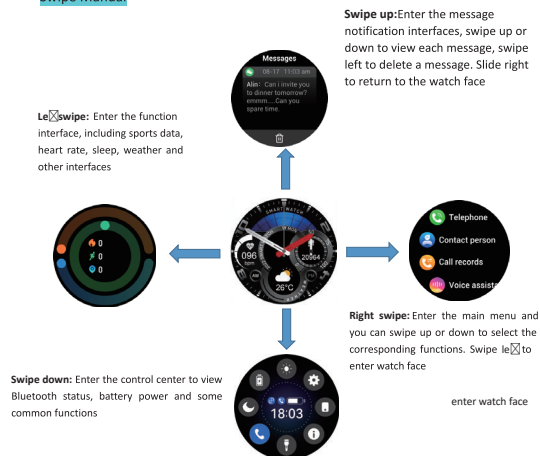 Swipe Manual
Swipe up:Enter the message
notification interfaces, swipe up or
down to view each message, swipe
left to delete a message. Slide right
to return to the watch face
Messages
08-17 11:03 am
Alin: Can i invite you
to dinner tomorrow?
emmm....Can you
spare time.
Le☒swipe: Enter the function
interface, including sports data,
heart rate, sleep, weather and
other interfaces
0
0
0
SMART WATCH
096
bpm
20964
AM
26°C
Telephone
Contact person
Call records
Voice assista
Right swipe: Enter the main menu and
you can swipe up or down to select the
corresponding functions. Swipe le☒to
enter watch face
Swipe down: Enter the control center to view
Bluetooth status, battery power and some
common functions
18:03
enter watch face